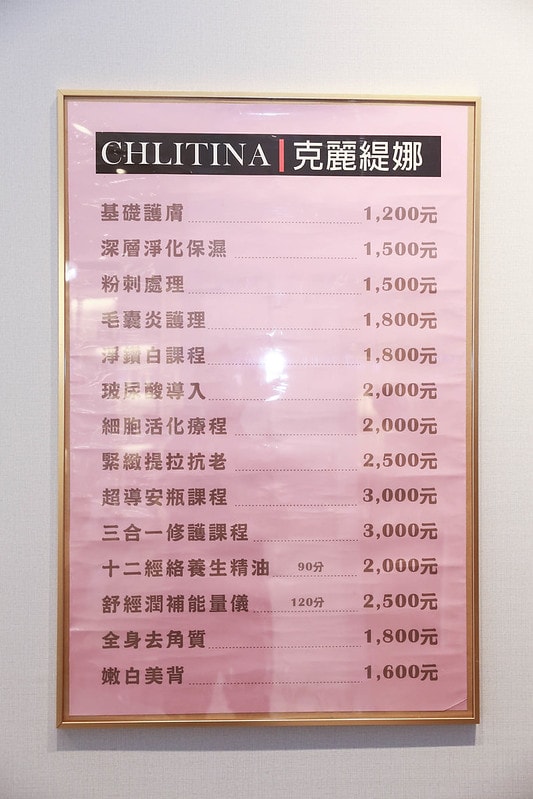 CHLITINA 克麗緹娜
基礎護膚 1,200元
深層淨化保濕 1,500元
粉刺處理 1,500元
毛囊炎護理 1,800元
淨鑽白課程 1,800元
玻尿酸導入 2,000元
細胞活化療程 2,000元
緊緻提拉抗老 2,500元
超導安瓶課程 3,000元
三合一修護課程 3,000元
十二經絡養生精油 90分 2,000元
舒經潤補能量儀 120分 2,500元
全身去角質 1,800元
嫩白美背 1,600元